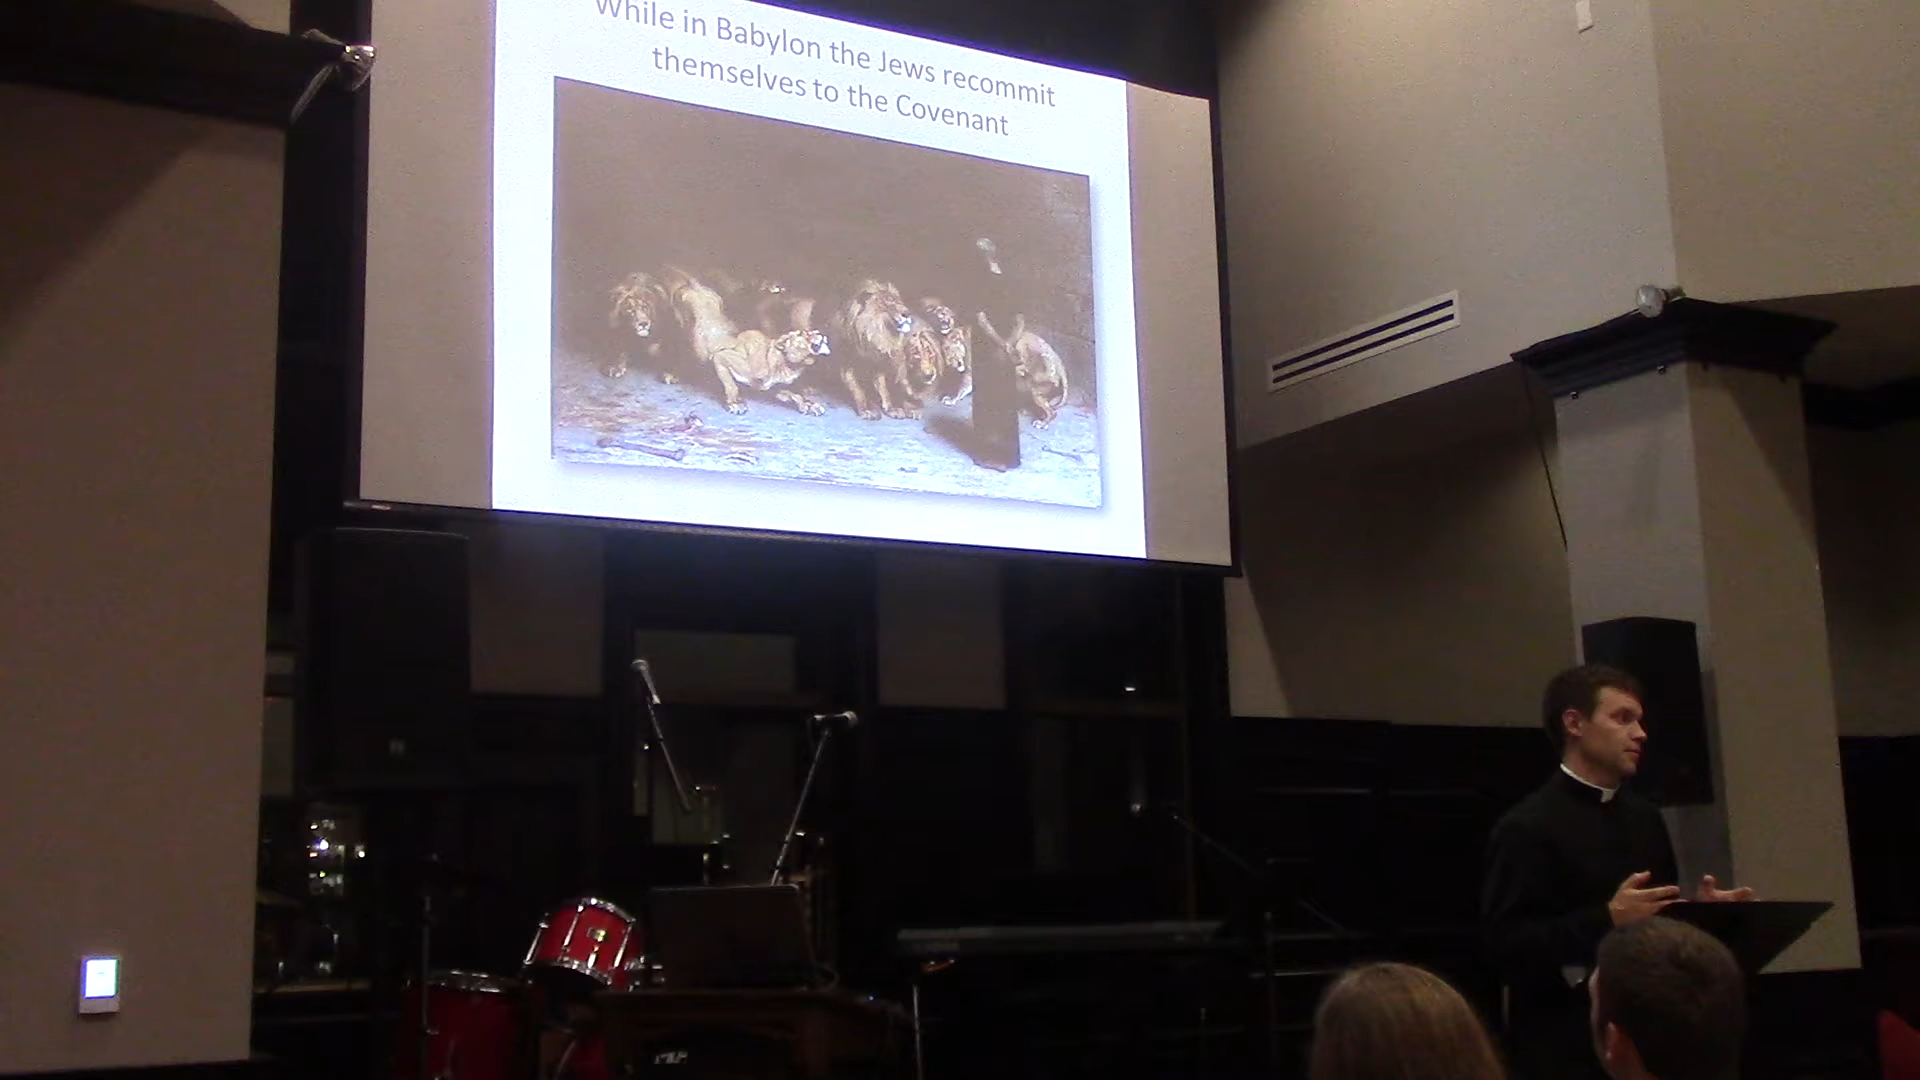 While in Babylon the Jews recommit
themselves to the Covenant